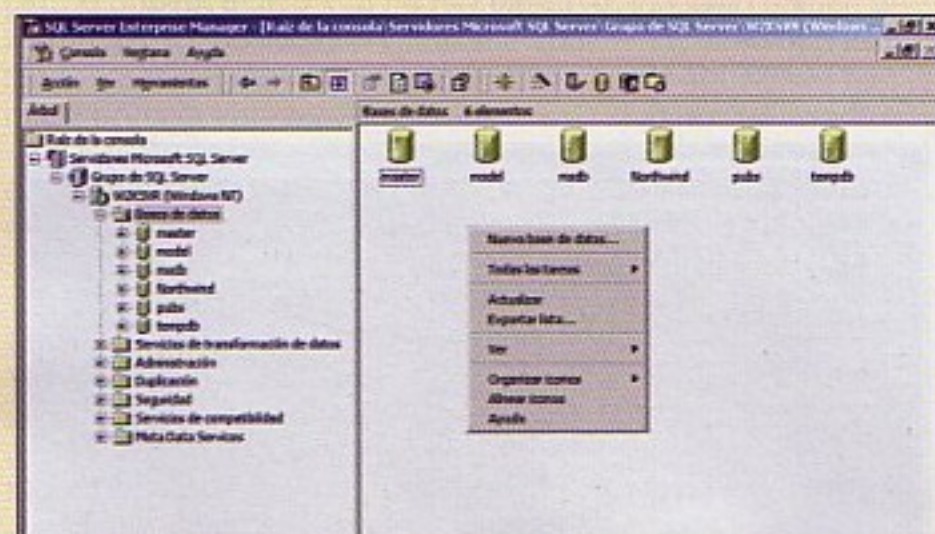 SQL Server Enterprise Manager - [Raíz de la consola\Servidores Microsoft SQL Server\Grupo de SQL Server\W2KSVR (Windows ...
Consola Ventana Ayuda
Acción Ver Herramientas
Árbol
Bases de datos 6 elementos
Raíz de la consola
Servidores Microsoft SQL Server
Grupo de SQL Server
W2KSVR (Windows NT)
Bases de datos
master
model
msdb
Northwind
pubs
tempdb
Servicios de transformación de datos
Administración
Duplicación
Seguridad
Servicios de compatibilidad
Meta Data Services
master
model
msdb
Northwind
pubs
tempdb
Nueva base de datos...
Todas las tareas
Actualizar
Exportar lista...
Ver
Organizar iconos
Alinear iconos
Ayuda